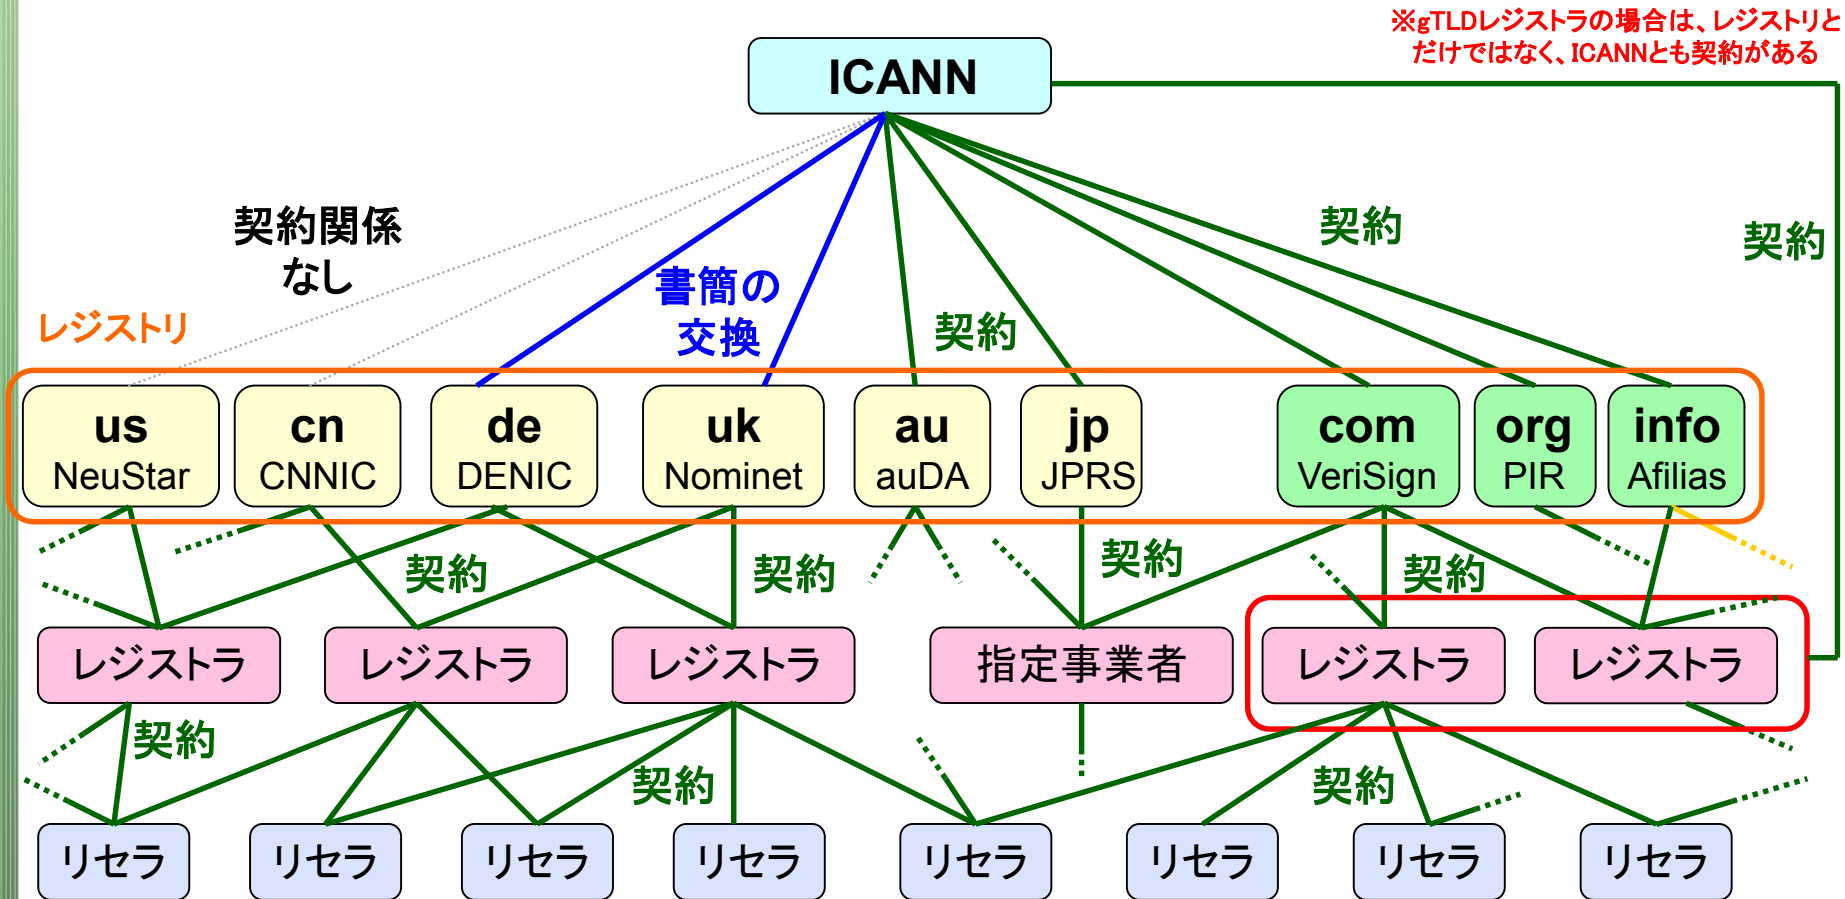 ※gTLDレジストラの場合は、レジストリと
だけではなく、ICANNとも契約がある
ICANN
契約関係
なし
書簡の
交換
契約
契約
契約
レジストリ
us
NeuStar
cn
CNNIC
de
DENIC
uk
Nominet
au
auDA
jp
JPRS
com
VeriSign
org
PIR
info
Afilias
契約
契約
契約
契約
レジストラ
レジストラ
レジストラ
指定事業者
レジストラ
レジストラ
契約
契約
契約
リセラ
リセラ
リセラ
リセラ
リセラ
リセラ
リセラ
リセラ